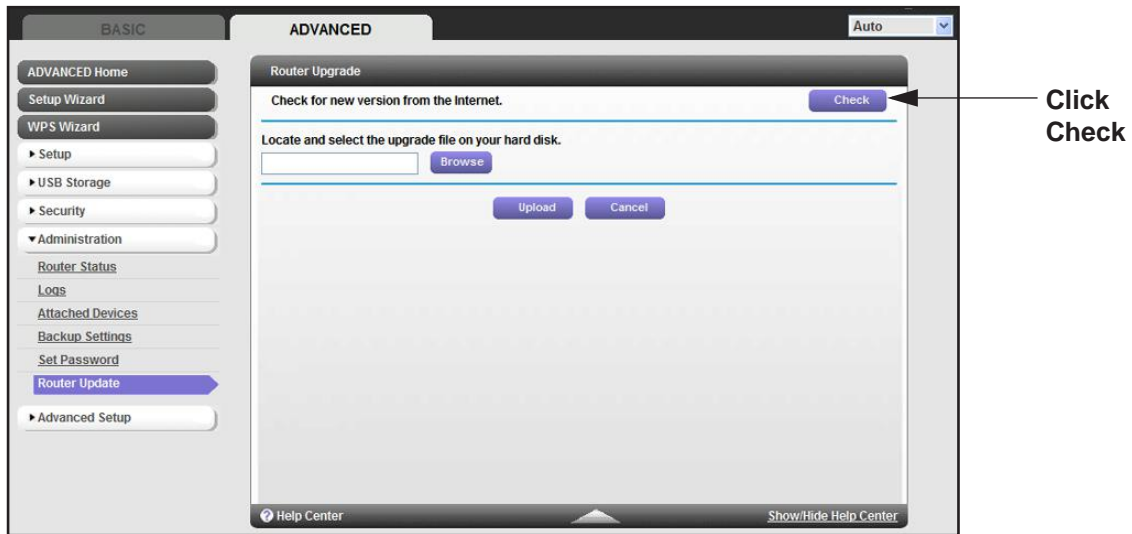 BASIC
ADVANCED
Auto
ADVANCED Home
Setup Wizard
WPS Wizard
Setup
USB Storage
Security
Administration
Router Status
Logs
Attached Devices
Backup Settings
Set Password
Router Update
Advanced Setup
Router Upgrade
Check for new version from the Internet.
Check
Locate and select the upgrade file on your hard disk.
Browse
Upload
Cancel
Help Center
Show/Hide Help Center
Click
Check